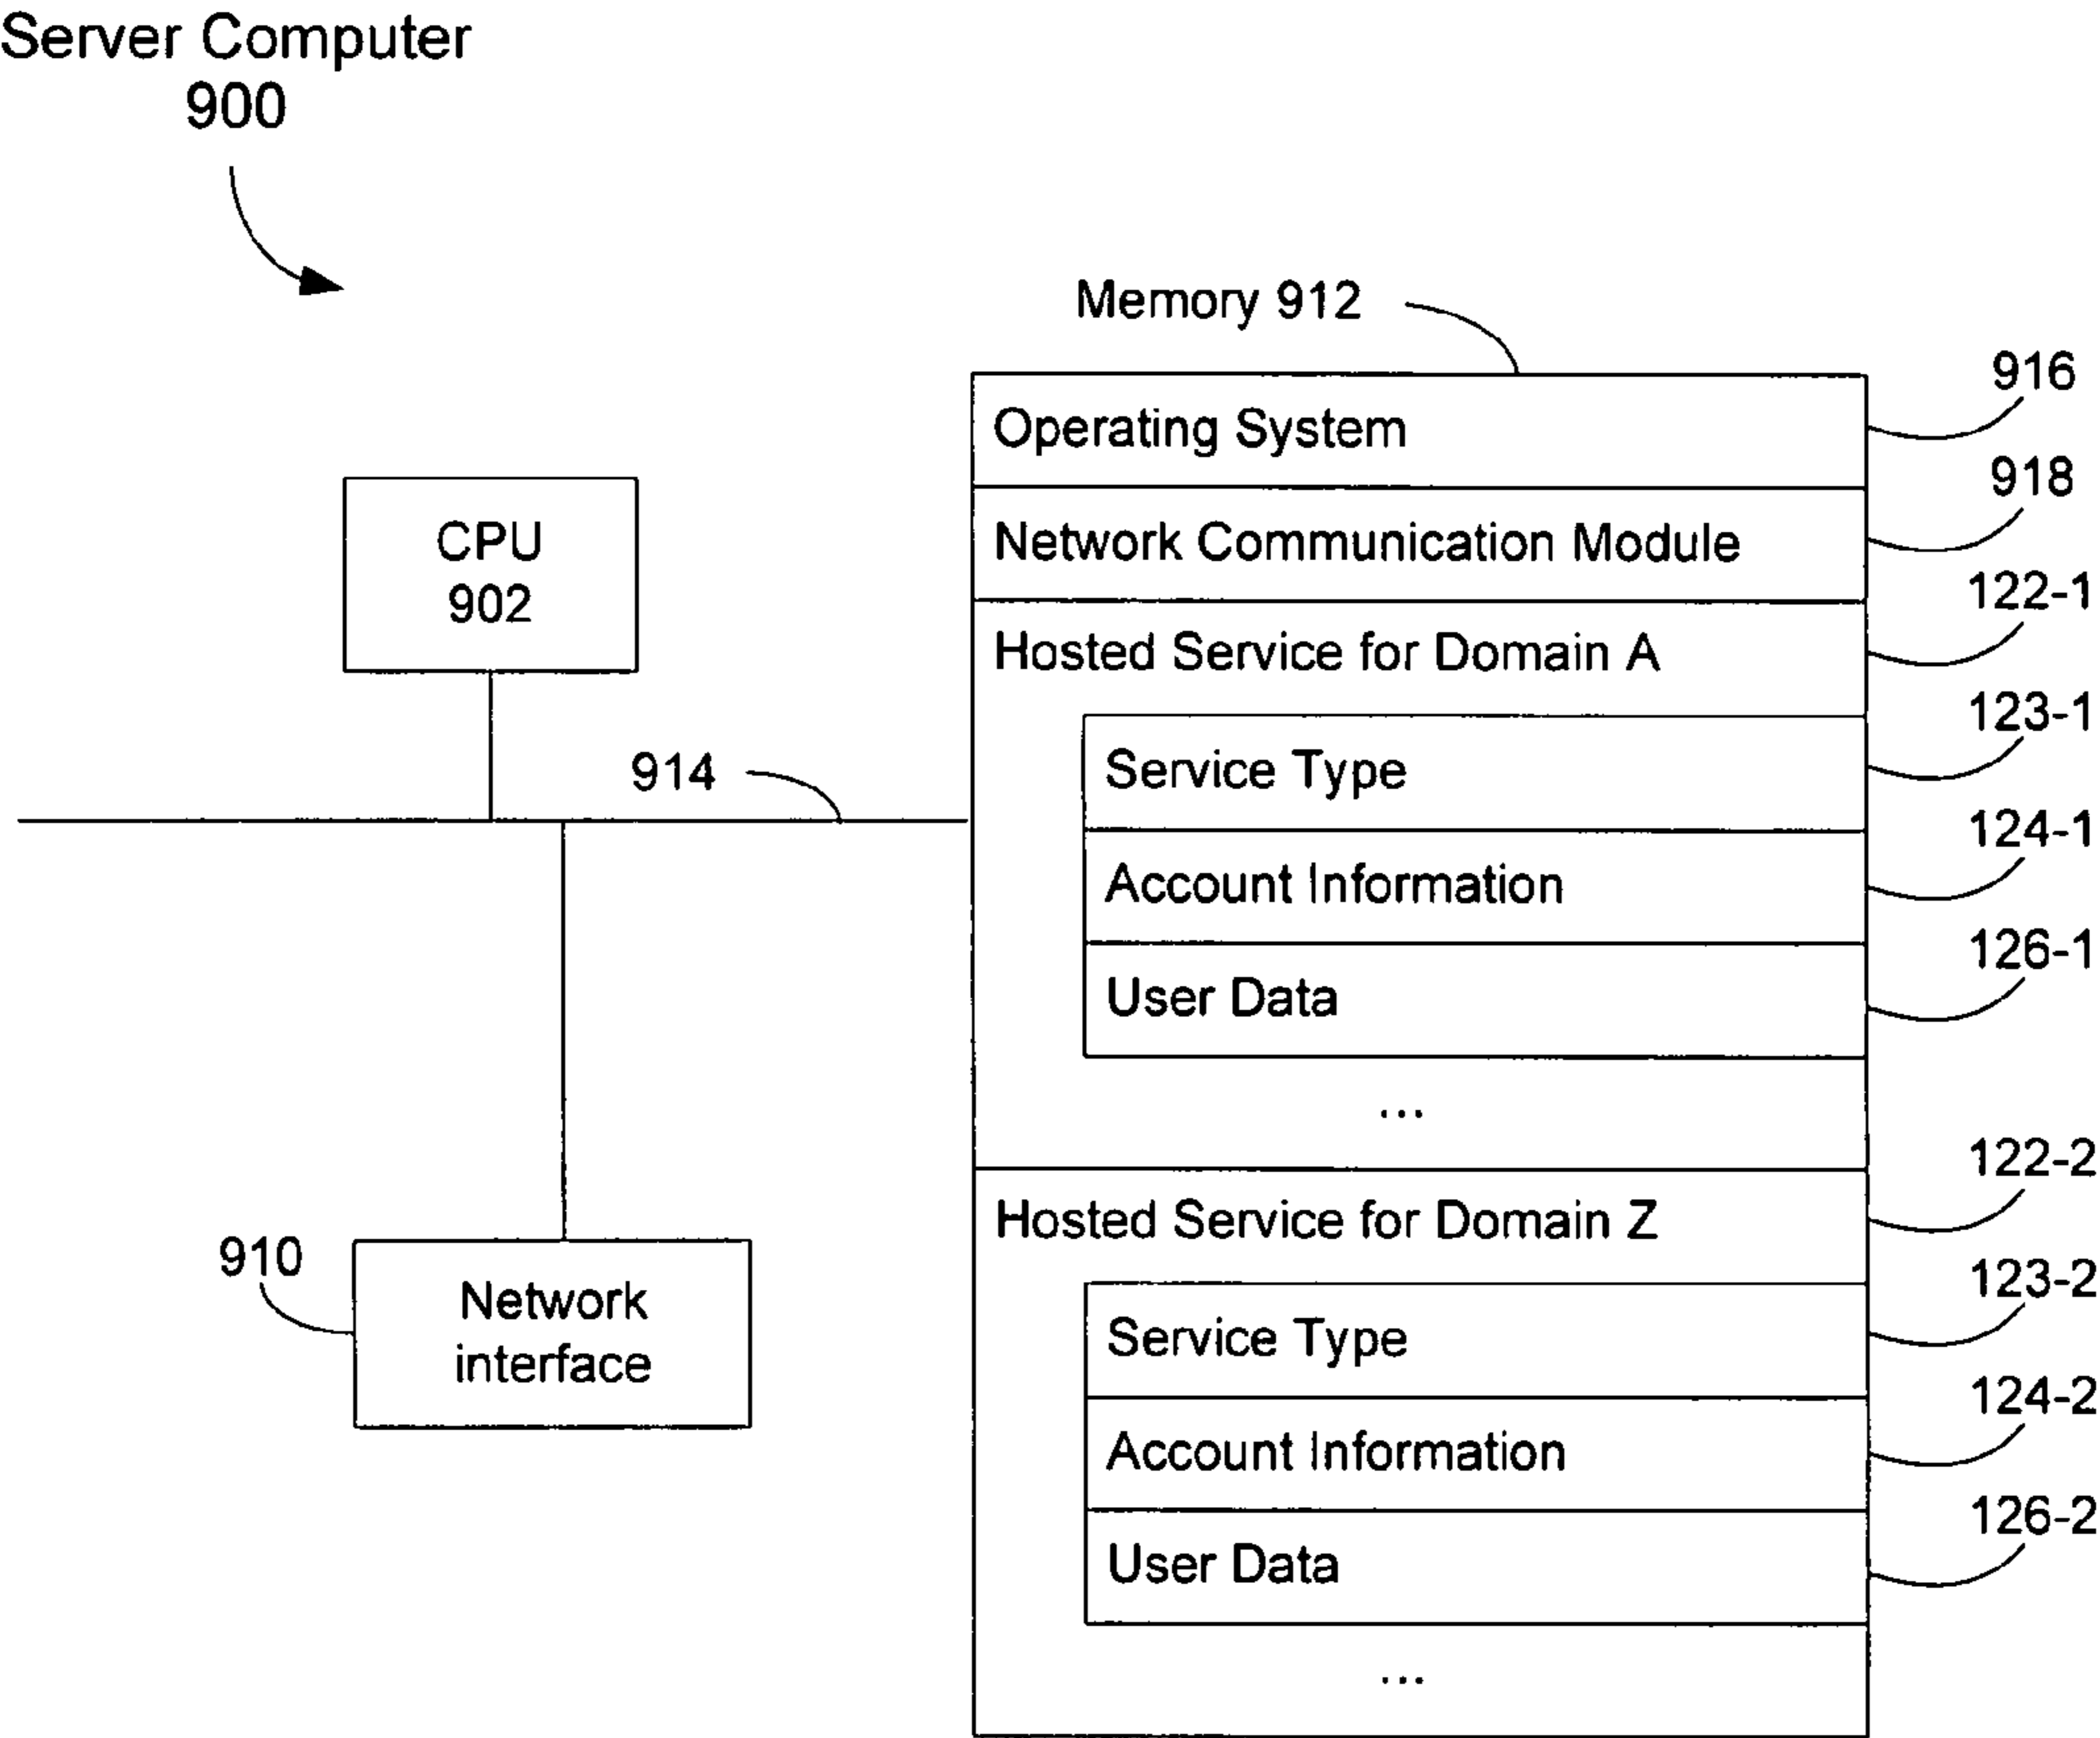 Server Computer
900
Memory 912
916
Operating System
918
Network Communication Module
CPU
902
122-1
Hosted Service for Domain A
123-1
Service Type
914
124-1
Account Information
126-1
User Data
...
122-2
Hosted Service for Domain Z
910
Network
interface
123-2
Service Type
124-2
Account Information
126-2
User Data
...